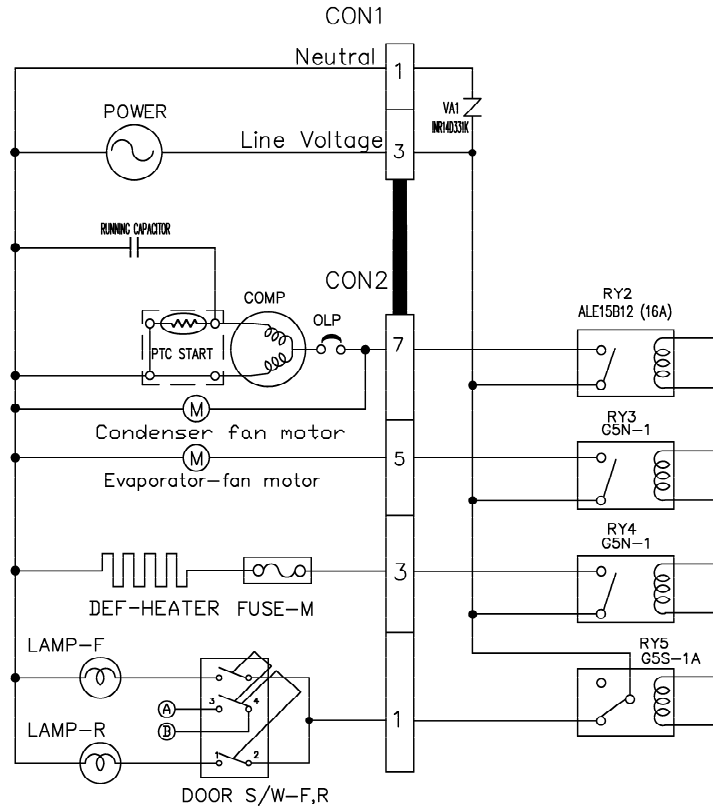 CON1
Neutral
1
VA1
INR14D331K
POWER
Line Voltage
3
RUNNING CAPACITOR
CON2
RY2
ALE15B12 (16A)
COMP
OLP
PTC START
7
M
Condenser fan motor
RY3
G5N-1
M
5
Evaporator-fan motor
RY4
G5N-1
3
DEF-HEATER
FUSE-M
LAMP-F
RY5
G5S-1A
A
3
4
B
1
LAMP-R
1
2
DOOR S/W-F,R